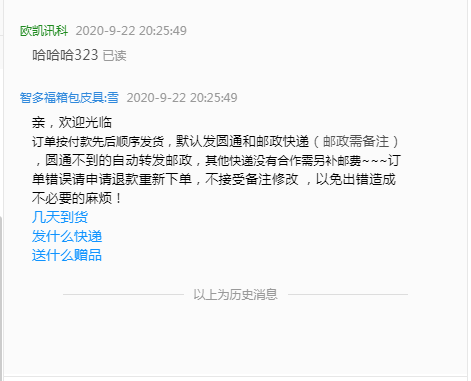 欧凯讯科 2020-9-22 20:25:49
哈哈哈323 已读
智多福箱包皮具:雪 2020-9-22 20:25:49
亲，欢迎光临
订单按付款先后顺序发货，默认发圆通和邮政快递（邮政需备注）
，圆通不到的自动转发邮政，其他快递没有合作需另补邮费~~~订
单错误请申请退款重新下单，不接受备注修改 ，以免出错造成
不必要的麻烦！
几天到货
发什么快递
送什么赠品
以上为历史消息